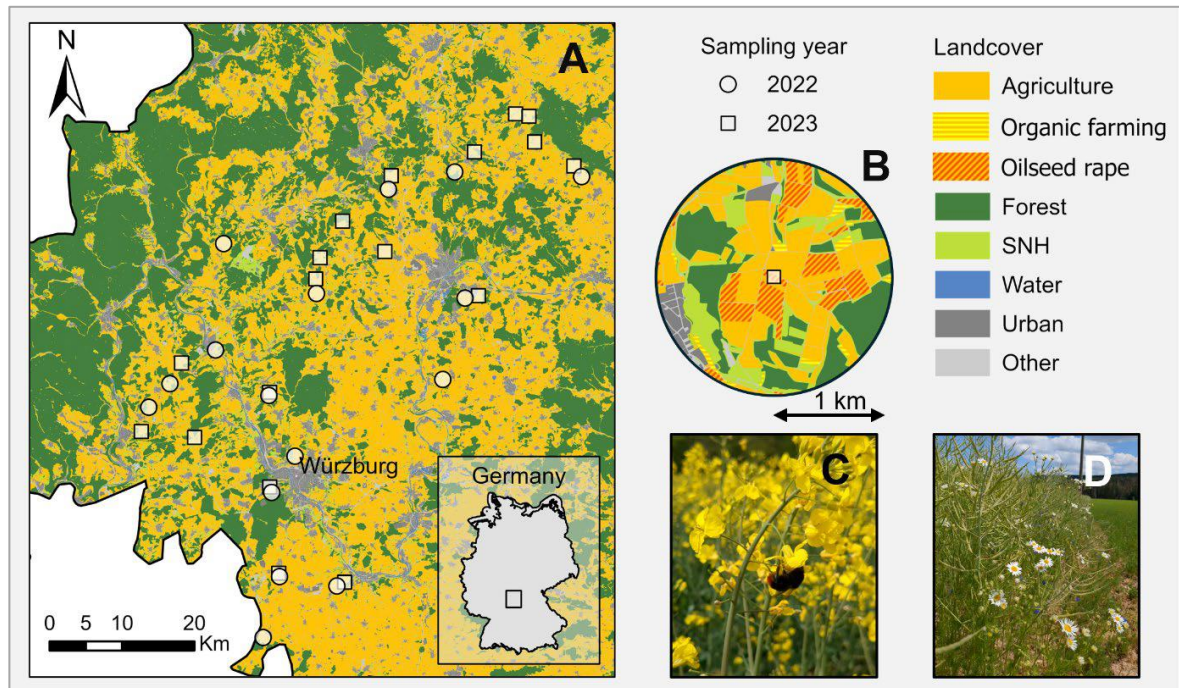 N
A
Würzburg
Germany
0 5 10 20
Km
Sampling year
2022
2023
B
1 km
Landcover
Agriculture
Organic farming
Oilseed rape
Forest
SNH
Water
Urban
Other
C
D